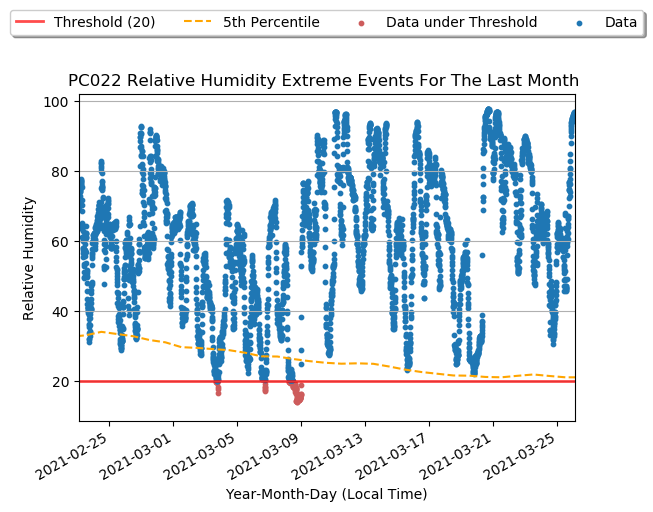 Threshold (20) 5th Percentile Data under Threshold Data
PC022 Relative Humidity Extreme Events For The Last Month
100
80
60
40
20
Relative Humidity
2021-02-25 2021-03-01 2021-03-05 2021-03-09 2021-03-13 2021-03-17 2021-03-21 2021-03-25
Year-Month-Day (Local Time)